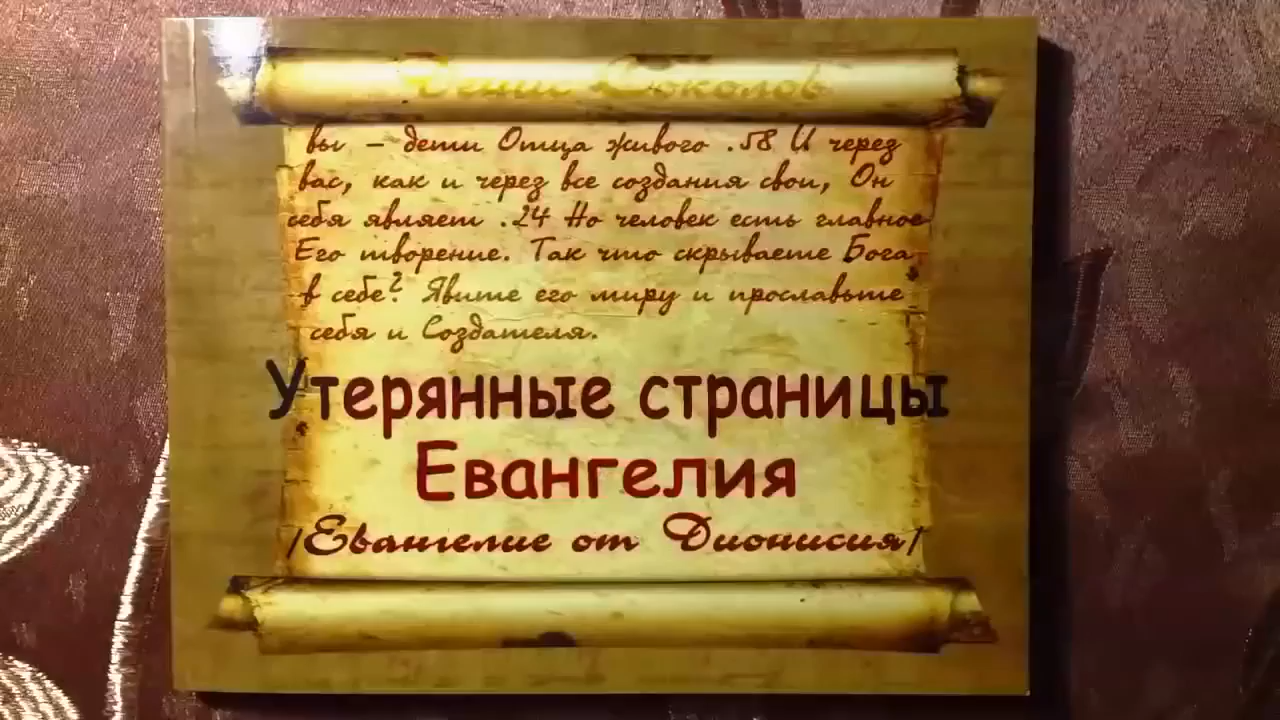 Дени Соколов
вы – дети Отца живого .58 И через
вас, как и через все создания свои, Он
себя являет .24 Но человек есть главное
Его творение. Так что скрываете Бога
в себе? Явите его миру и прославьте
себя и Создателя.
Утерянные страницы
Евангелия
/Евангелие от Дионисия/